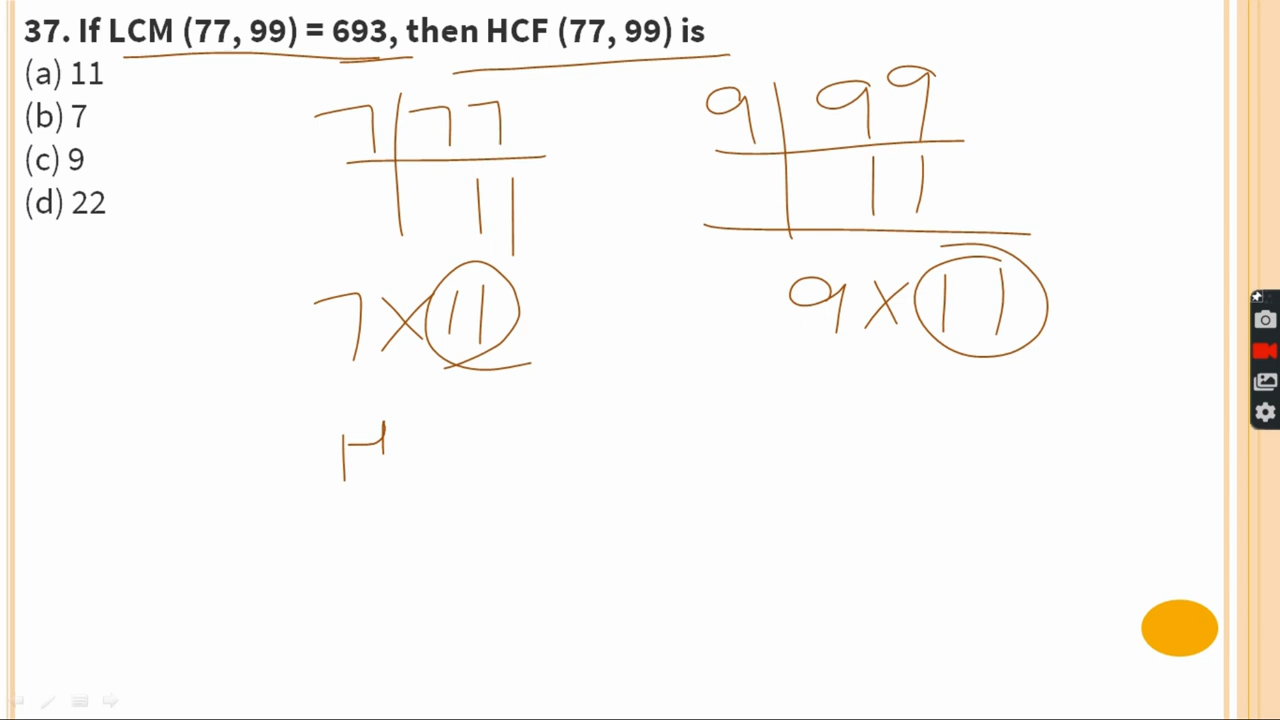 37. If LCM (77, 99) = 693, then HCF (77, 99) is
(a) 11
(b) 7
(c) 9
(d) 22
7 77
11
9 99
11
7 × 11
9 × 11
H